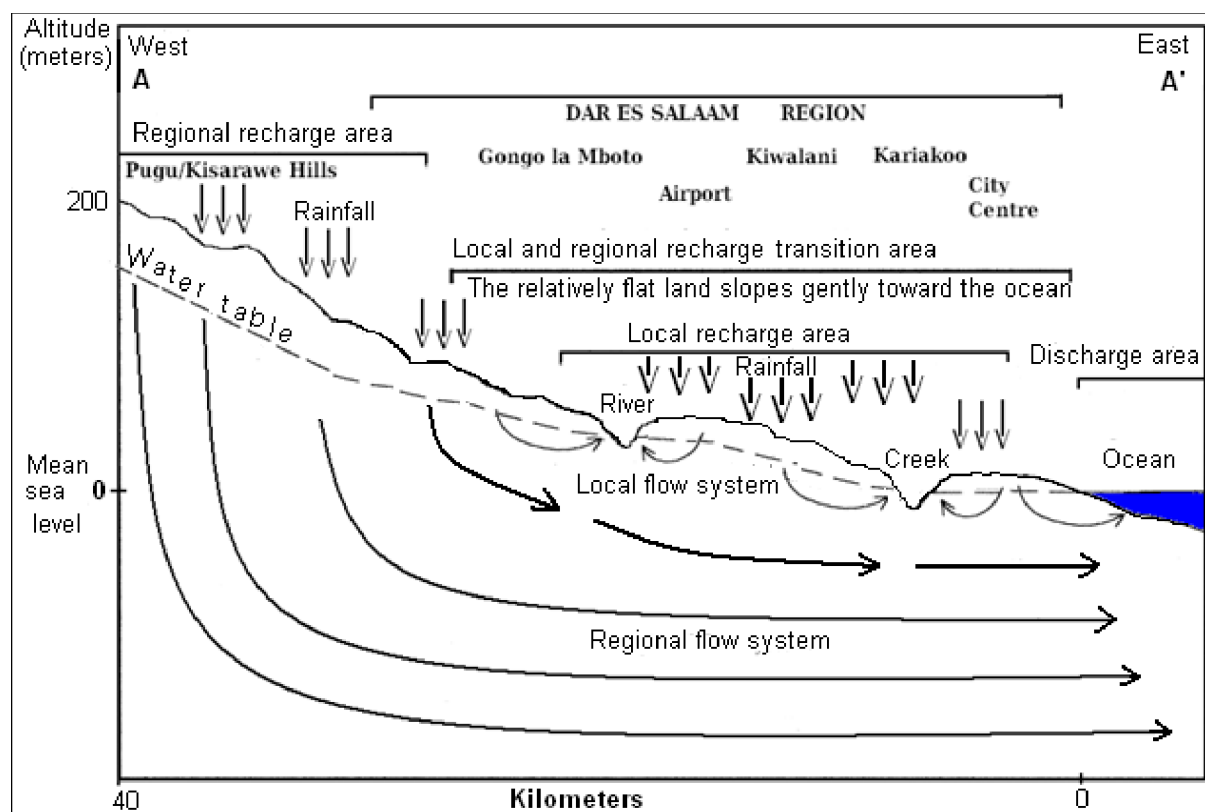 Altitude
(meters)
West
East
A
A'
DAR ES SALAAM REGION
Regional recharge area
Gongo la Mboto
Kiwalani
Kariakoo
Pugu/Kisarawe Hills
Airport
City
Centre
200
Rainfall
Local and regional recharge transition area
Water table
The relatively flat land slopes gently toward the ocean
Local recharge area
Rainfall
Discharge area
River
Mean
sea
level
0
Creek
Ocean
Local flow system
Regional flow system
40
Kilometers
0